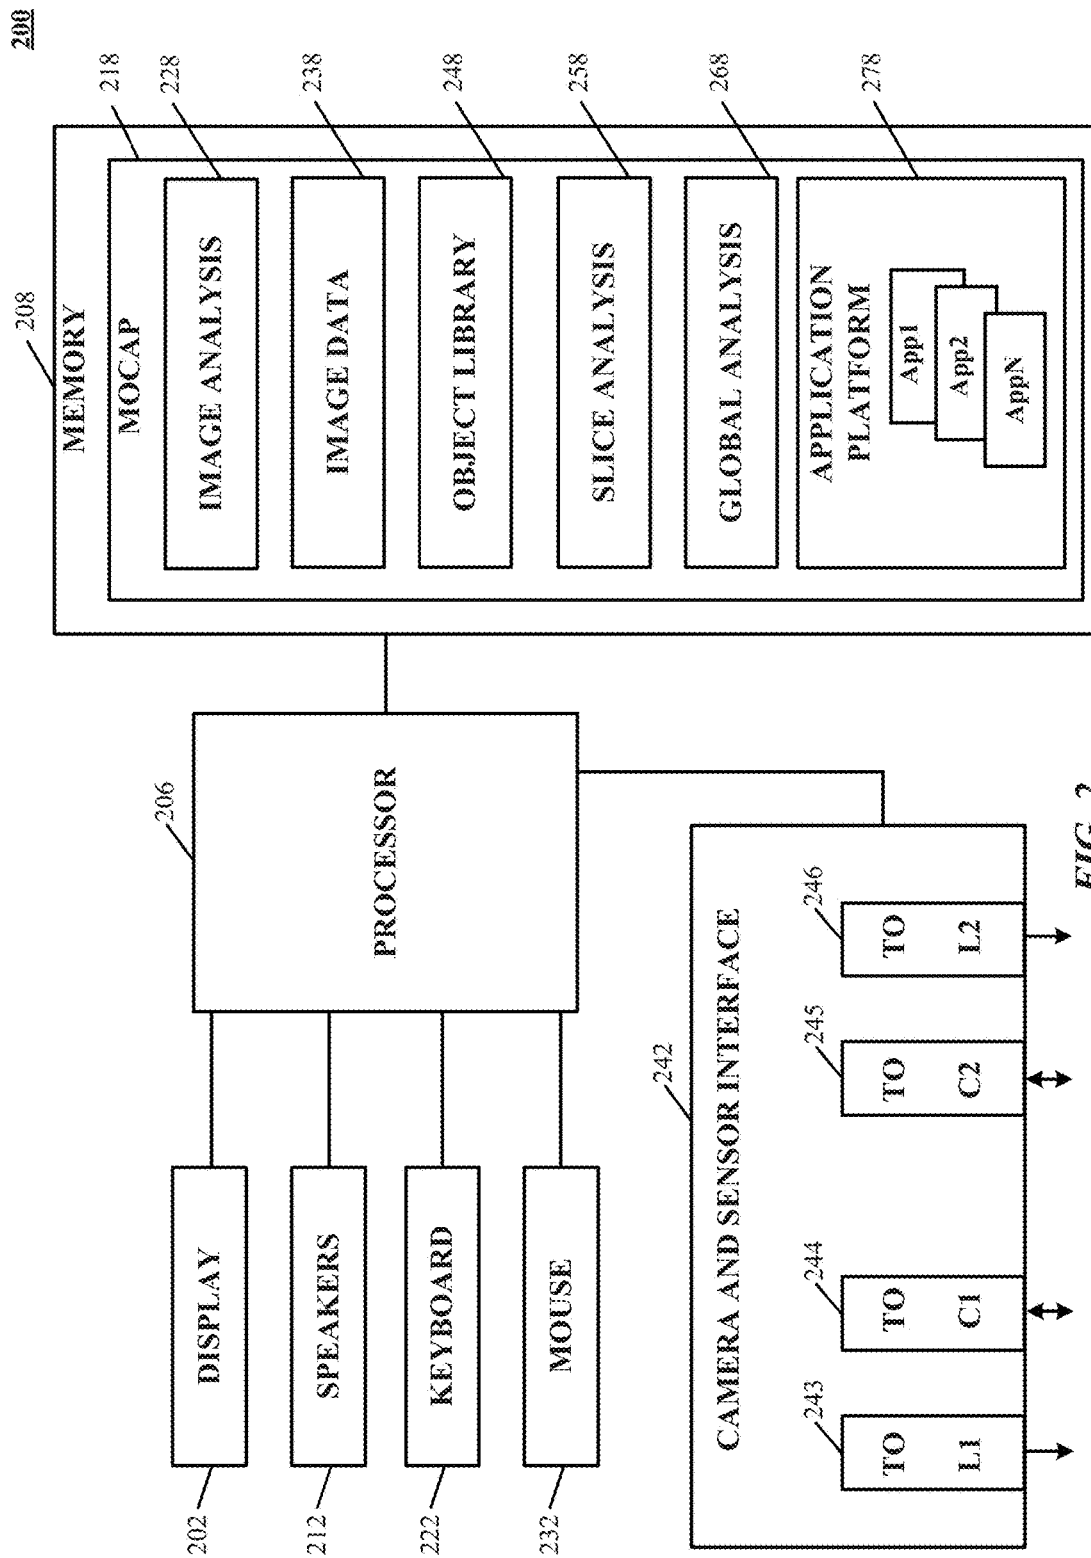 200
208
MEMORY
218
MOCAP
228
IMAGE ANALYSIS
238
IMAGE DATA
248
OBJECT LIBRARY
258
SLICE ANALYSIS
268
GLOBAL ANALYSIS
278
APPLICATION
PLATFORM
App1
App2
AppN
206
PROCESSOR
202
DISPLAY
212
SPEAKERS
222
KEYBOARD
232
MOUSE
242
CAMERA AND SENSOR INTERFACE
243
TO
L1
244
TO
C1
245
TO
C2
246
TO
L2
FIG. 2